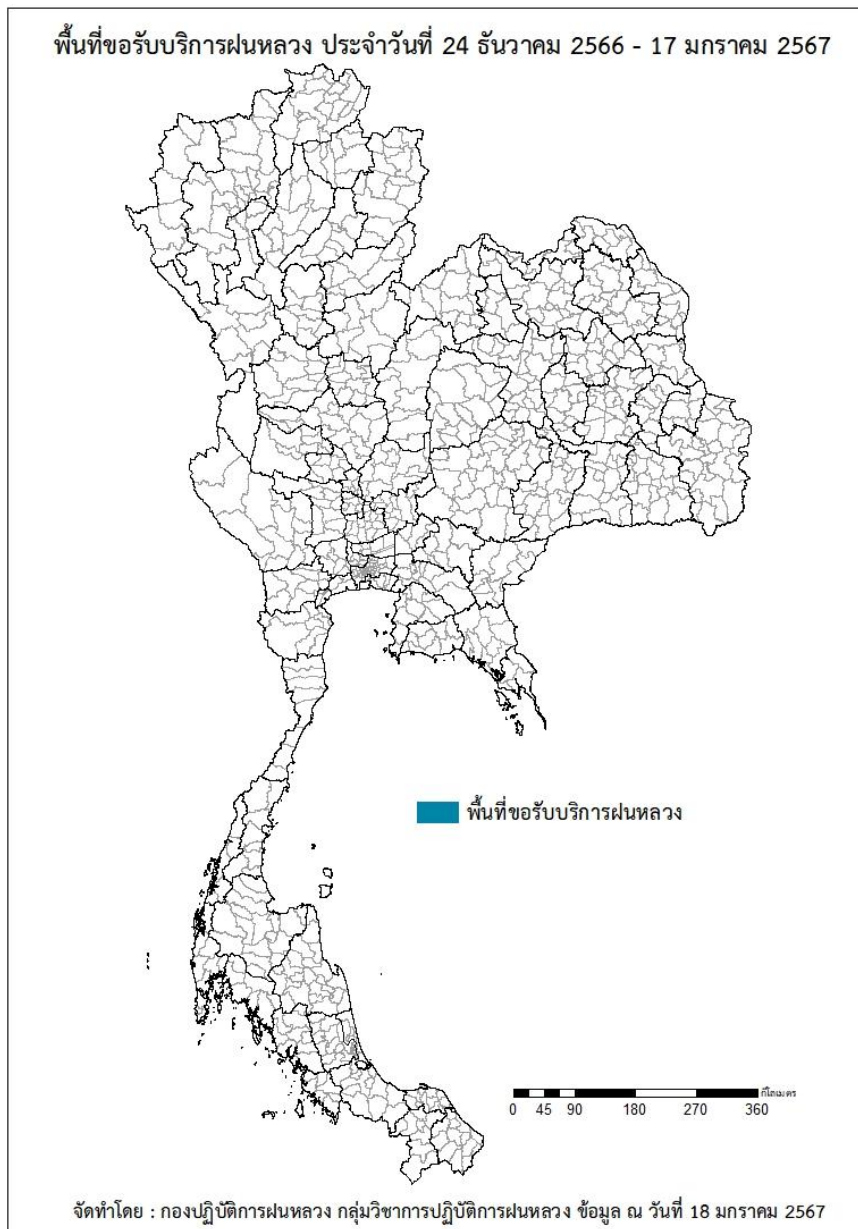 พื้นที่ขอรับบริการฝนหลวง ประจำวันที่ 24 ธันวาคม 2566 - 17 มกราคม 2567
พื้นที่ขอรับบริการฝนหลวง
กิโลเมตร
0 45 90 180 270 360
จัดทำโดย : กองปฏิบัติการฝนหลวง กลุ่มวิชาการปฏิบัติการฝนหลวง ข้อมูล ณ วันที่ 18 มกราคม 2567